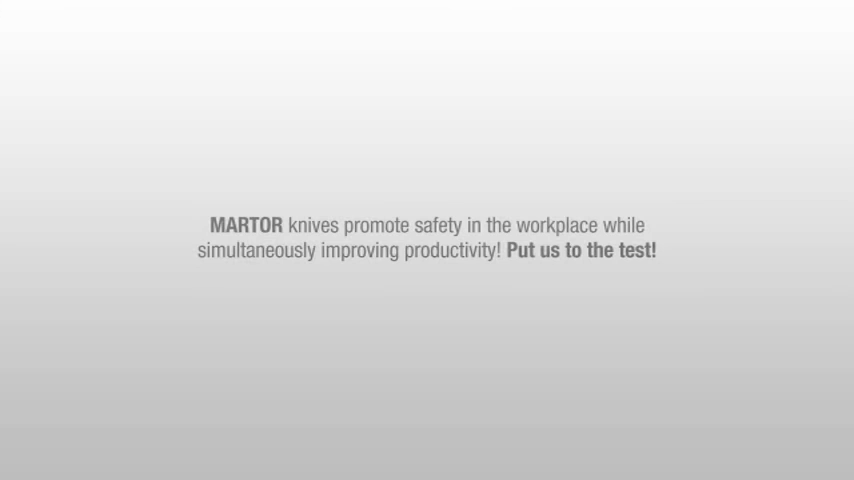 MARTOR knives promote safety in the workplace while
simultaneously improving productivity! Put us to the test!